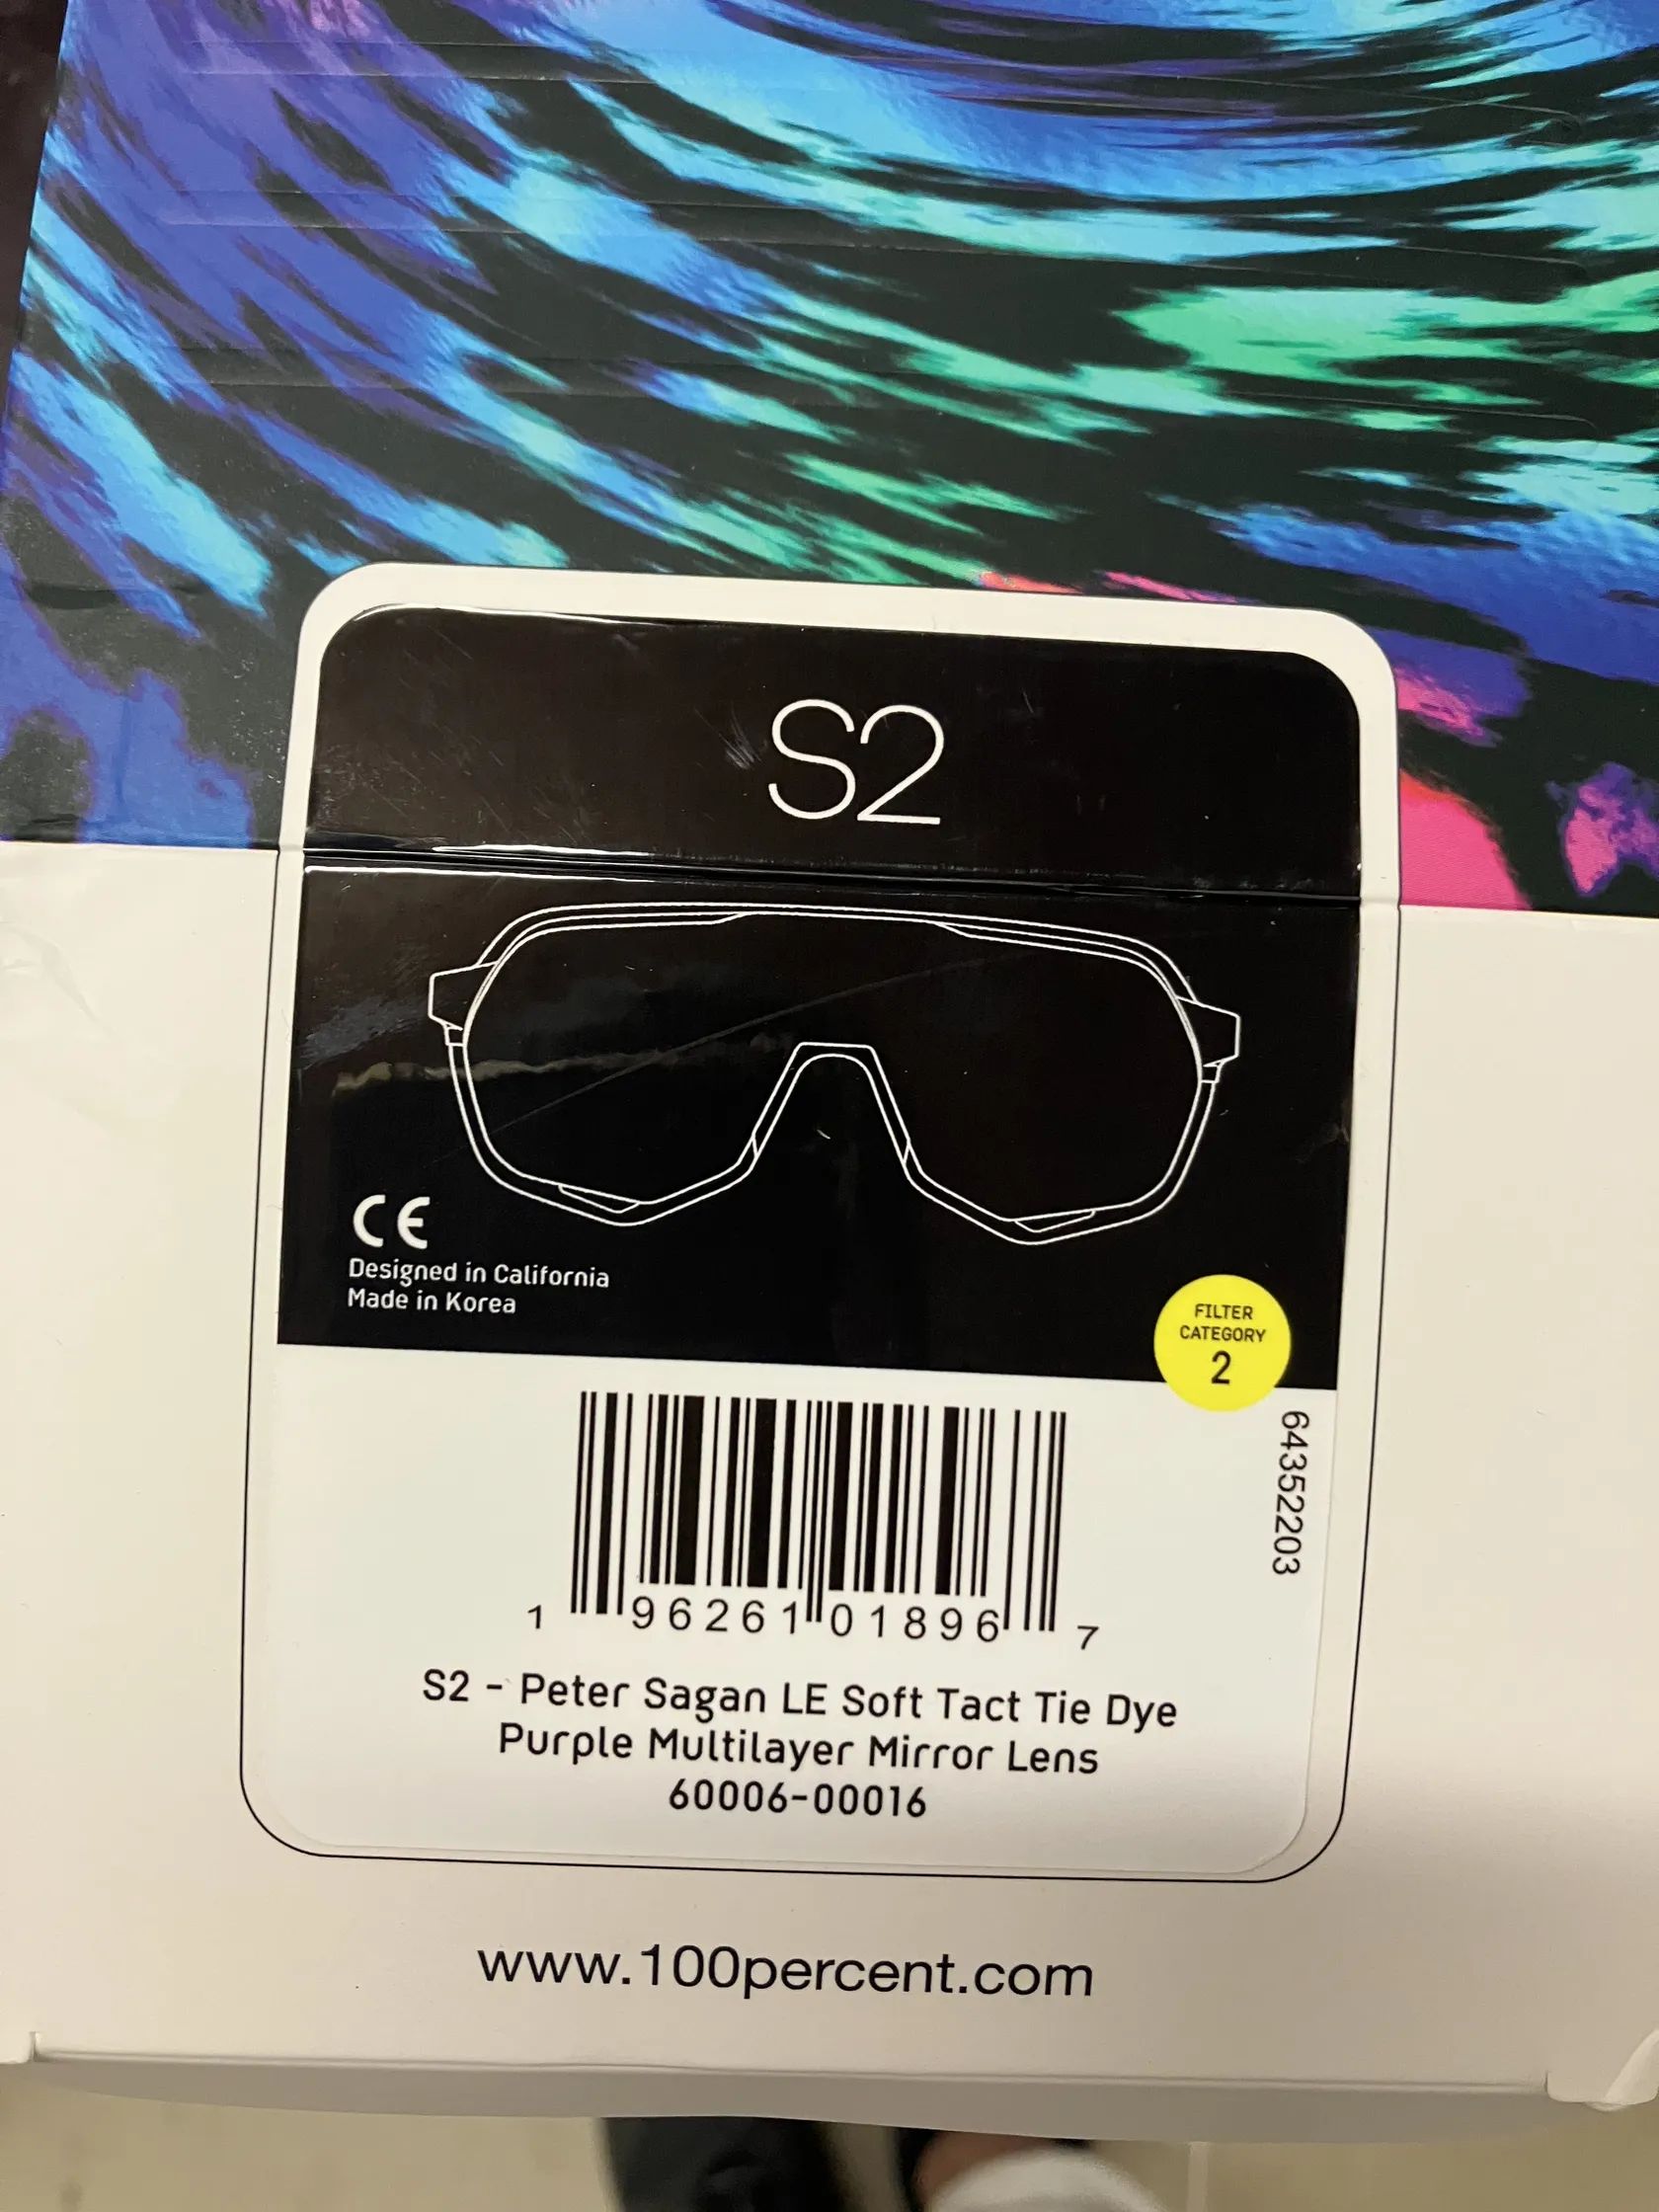 S2
CE
Designed in California
Made in Korea
FILTER
CATEGORY
2
64352203
1 96261 01896 7
S2 - Peter Sagan LE Soft Tact Tie Dye
Purple Multilayer Mirror Lens
60006-00016
www.100percent.com